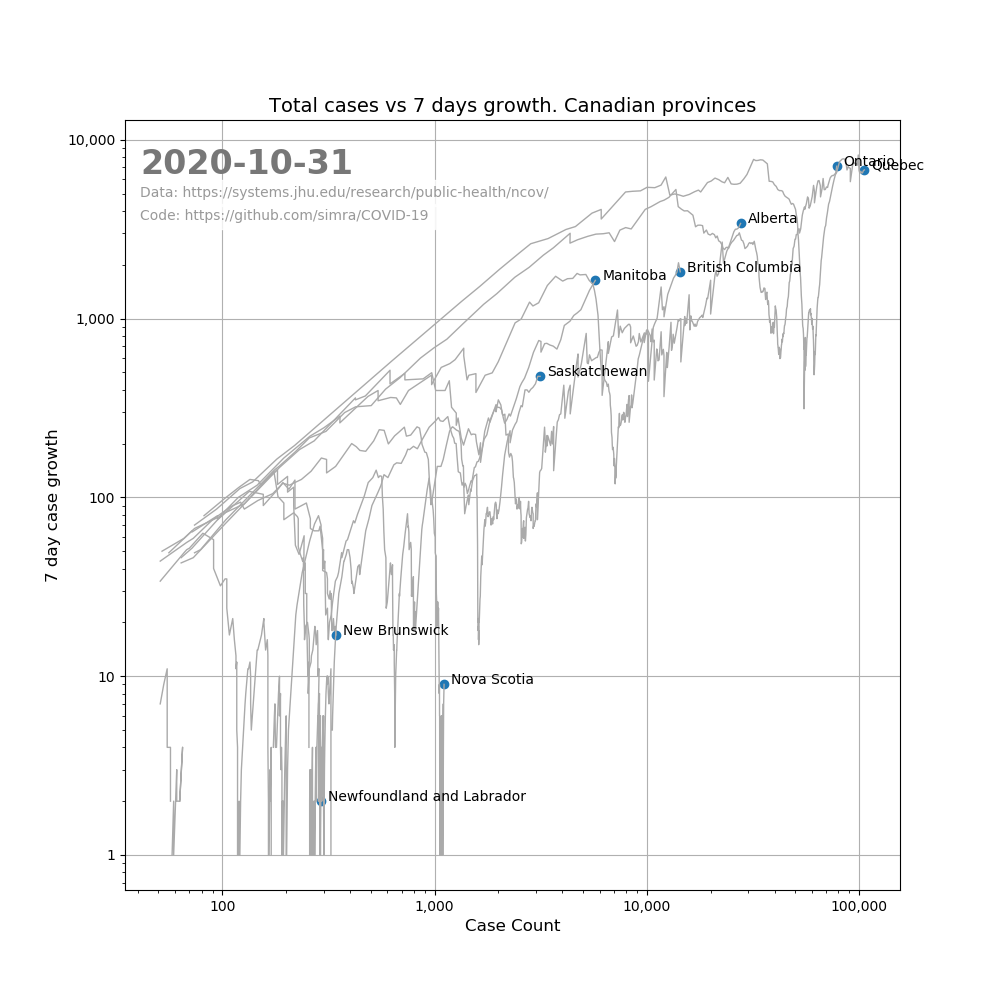 Total cases vs 7 days growth. Canadian provinces
10,000
2020-10-31
Ontario
Quebec
Data: https://systems.jhu.edu/research/public-health/ncov/
Code: https://github.com/simra/COVID-19
Alberta
British Columbia
Manitoba
1,000
Saskatchewan
7 day case growth
100
New Brunswick
10
Nova Scotia
Newfoundland and Labrador
1
100 1,000 10,000 100,000
Case Count